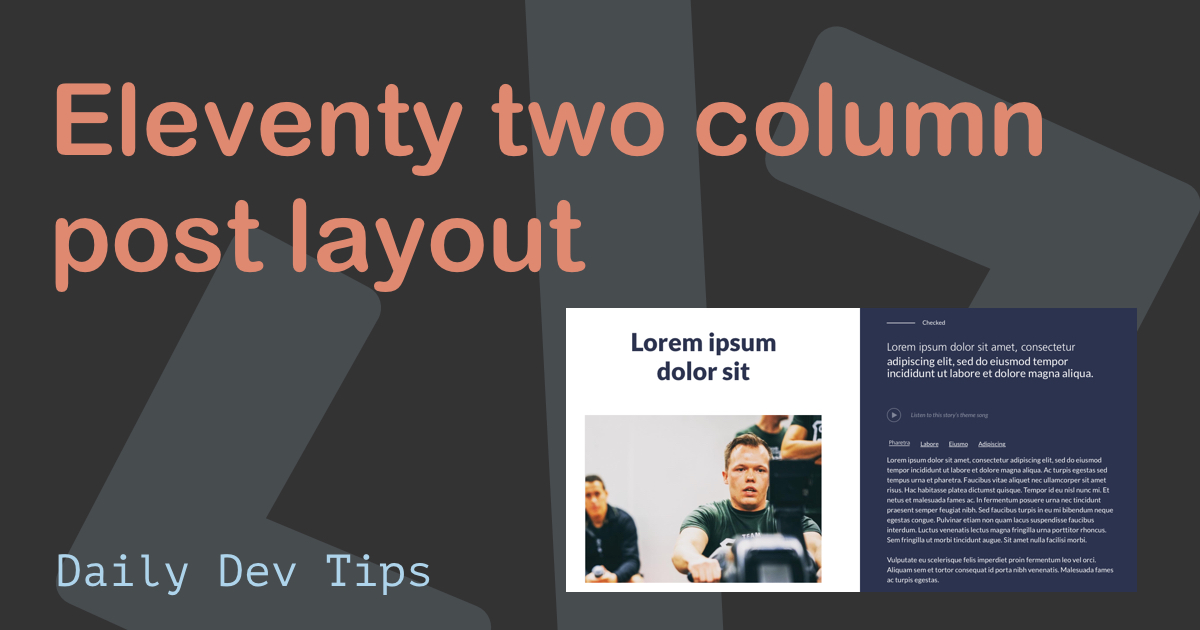 Eleventy two column
post layout
Lorem ipsum
dolor sit
TEAM
Checked
Lorem ipsum dolor sit amet, consectetur
adipiscing elit, sed do eiusmod tempor
incididunt ut labore et dolore magna aliqua.
Listen to this story's theme song
Pharetra Labore Eiusmo Adipiscing
Lorem ipsum dolor sit amet, consectetur adipiscing elit, sed do eiusmod
tempor incididunt ut labore et dolore magna aliqua. Ac turpis egestas sed
tempus urna et pharetra. Faucibus vitae aliquet nec ullamcorper sit amet
risus. Hac habitasse platea dictumst quisque. Tempor id eu nisl nunc mi. Et
netus et malesuada fames ac. In fermentum posuere urna nec tincidunt
praesent semper feugiat nibh. Sed faucibus turpis in eu mi bibendum neque
egestas congue. Pulvinar etiam non quam lacus suspendisse faucibus
interdum. Luctus venenatis lectus magna fringilla urna porttitor rhoncus.
Sem fringilla ut morbi tincidunt augue. Sit amet nulla facilisi morbi.
Vulputate eu scelerisque felis imperdiet proin fermentum leo vel orci.
Aliquam sem et tortor consequat id porta nibh venenatis. Malesuada fames
ac turpis egestas.
Daily Dev Tips